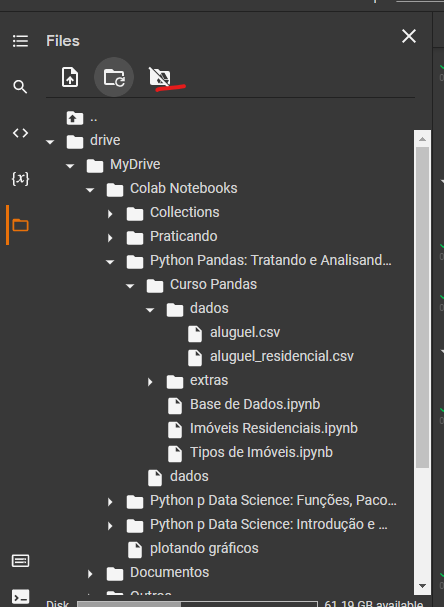 Files
{x}
..
drive
MyDrive
Colab Notebooks
Collections
Praticando
Python Pandas: Tratando e Analisand...
Curso Pandas
dados
aluguel.csv
aluguel_residencial.csv
extras
Base de Dados.ipynb
Imóveis Residenciais.ipynb
Tipos de Imóveis.ipynb
dados
Python p Data Science: Funções, Paco...
Python p Data Science: Introdução e ...
plotando gráficos
Documentos
Outros
Disk 61.19 GB available